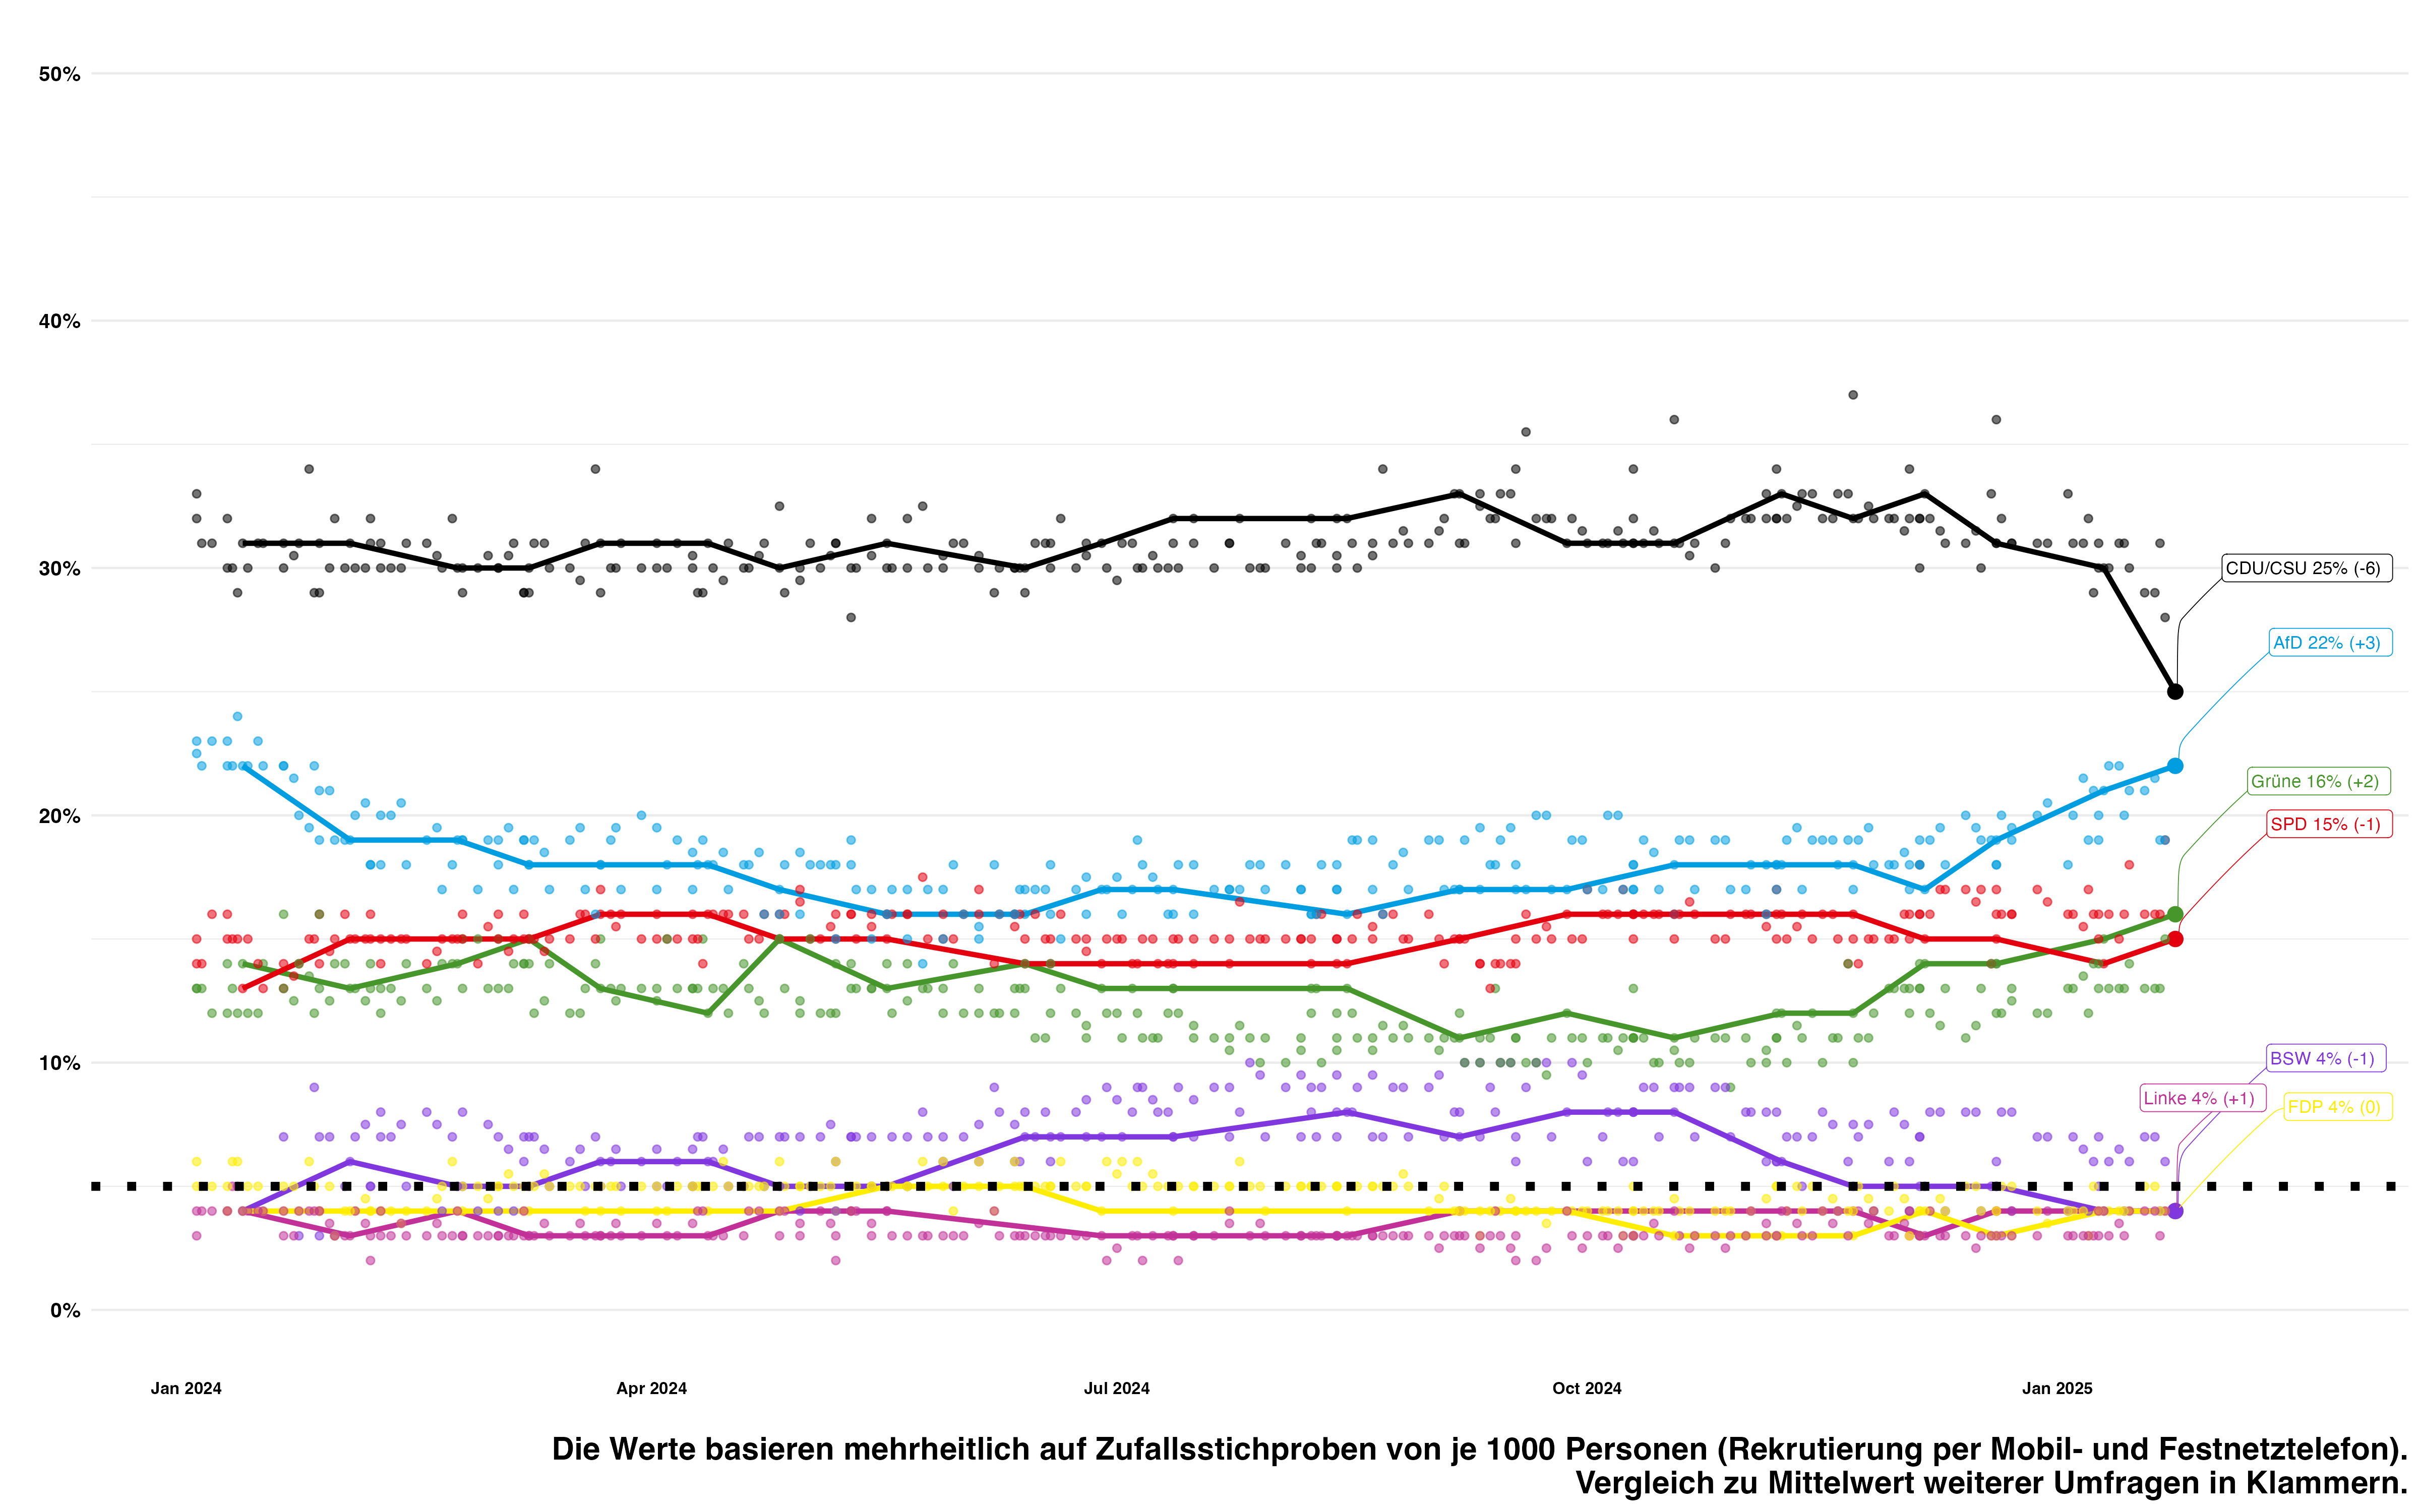 50%
40%
30%
20%
10%
0%
CDU/CSU 25% (-6)
AfD 22% (+3)
Grüne 16% (+2)
SPD 15% (-1)
BSW 4% (-1)
Linke 4% (+1)
FDP 4% (0)
Jan 2024
Apr 2024
Jul 2024
Oct 2024
Jan 2025
Die Werte basieren mehrheitlich auf Zufallsstichproben von je 1000 Personen (Rekrutierung per Mobil- und Festnetztelefon).
Vergleich zu Mittelwert weiterer Umfragen in Klammern.